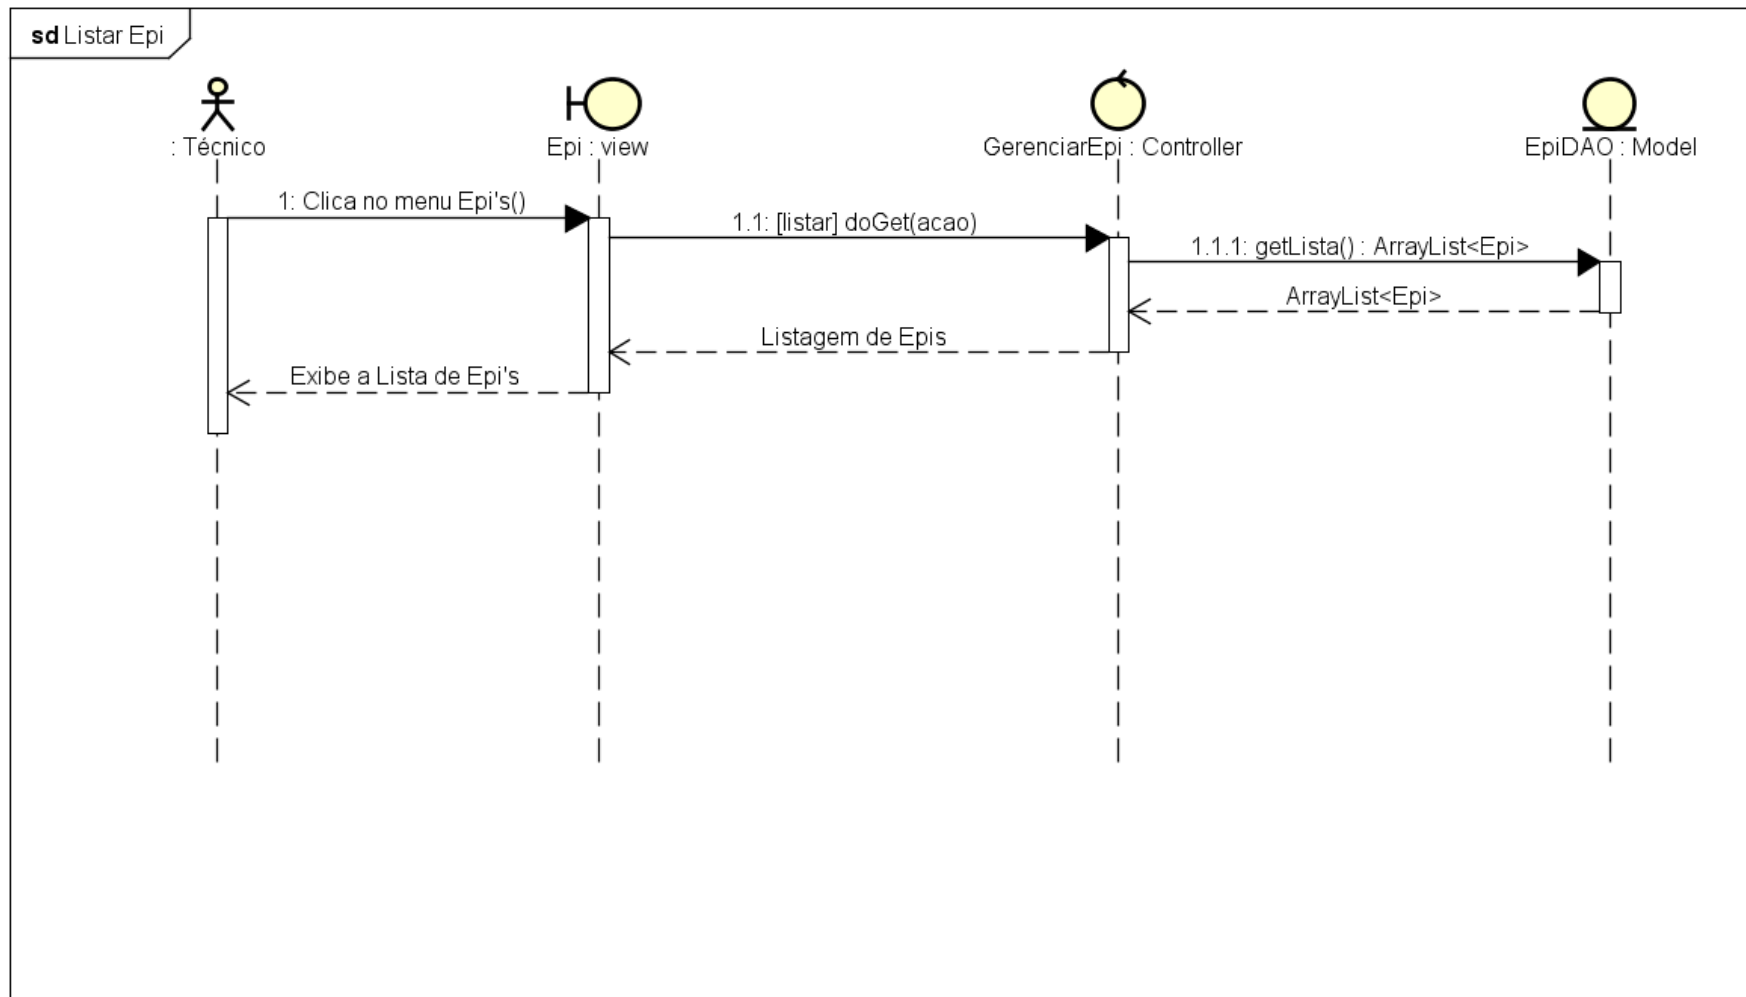 sd Listar Epi
: Técnico
Epi : view
GerenciarEpi : Controller
EpiDAO : Model
1: Clica no menu Epi's()
1.1: [listar] doGet(acao)
1.1.1: getLista() : ArrayList<Epi>
ArrayList<Epi>
Listagem de Epis
Exibe a Lista de Epi's